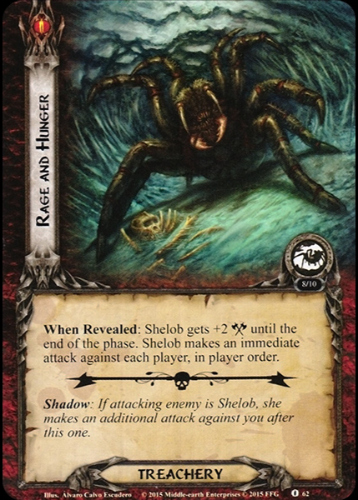 RAGE AND HUNGER
8/10
When Revealed: Shelob gets +2 until the
end of the phase. Shelob makes an immediate
attack against each player, in player order.
Shadow: If attacking enemy is Shelob, she
makes an additional attack against you after
this one.
TREACHERY
Illus. Alvaro Calvo Escudero © 2015 Middle-earth Enterprises © 2015 FFG 62